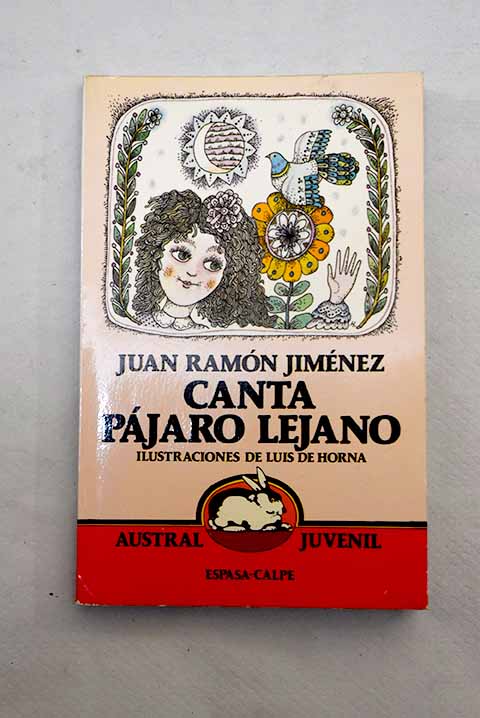 JUAN RAMÓN JIMÉNEZ
CANTA
PÁJARO LEJANO
ILUSTRACIONES DE LUIS DE HORNA
AUSTRAL JUVENIL
ESPASA-CALPE